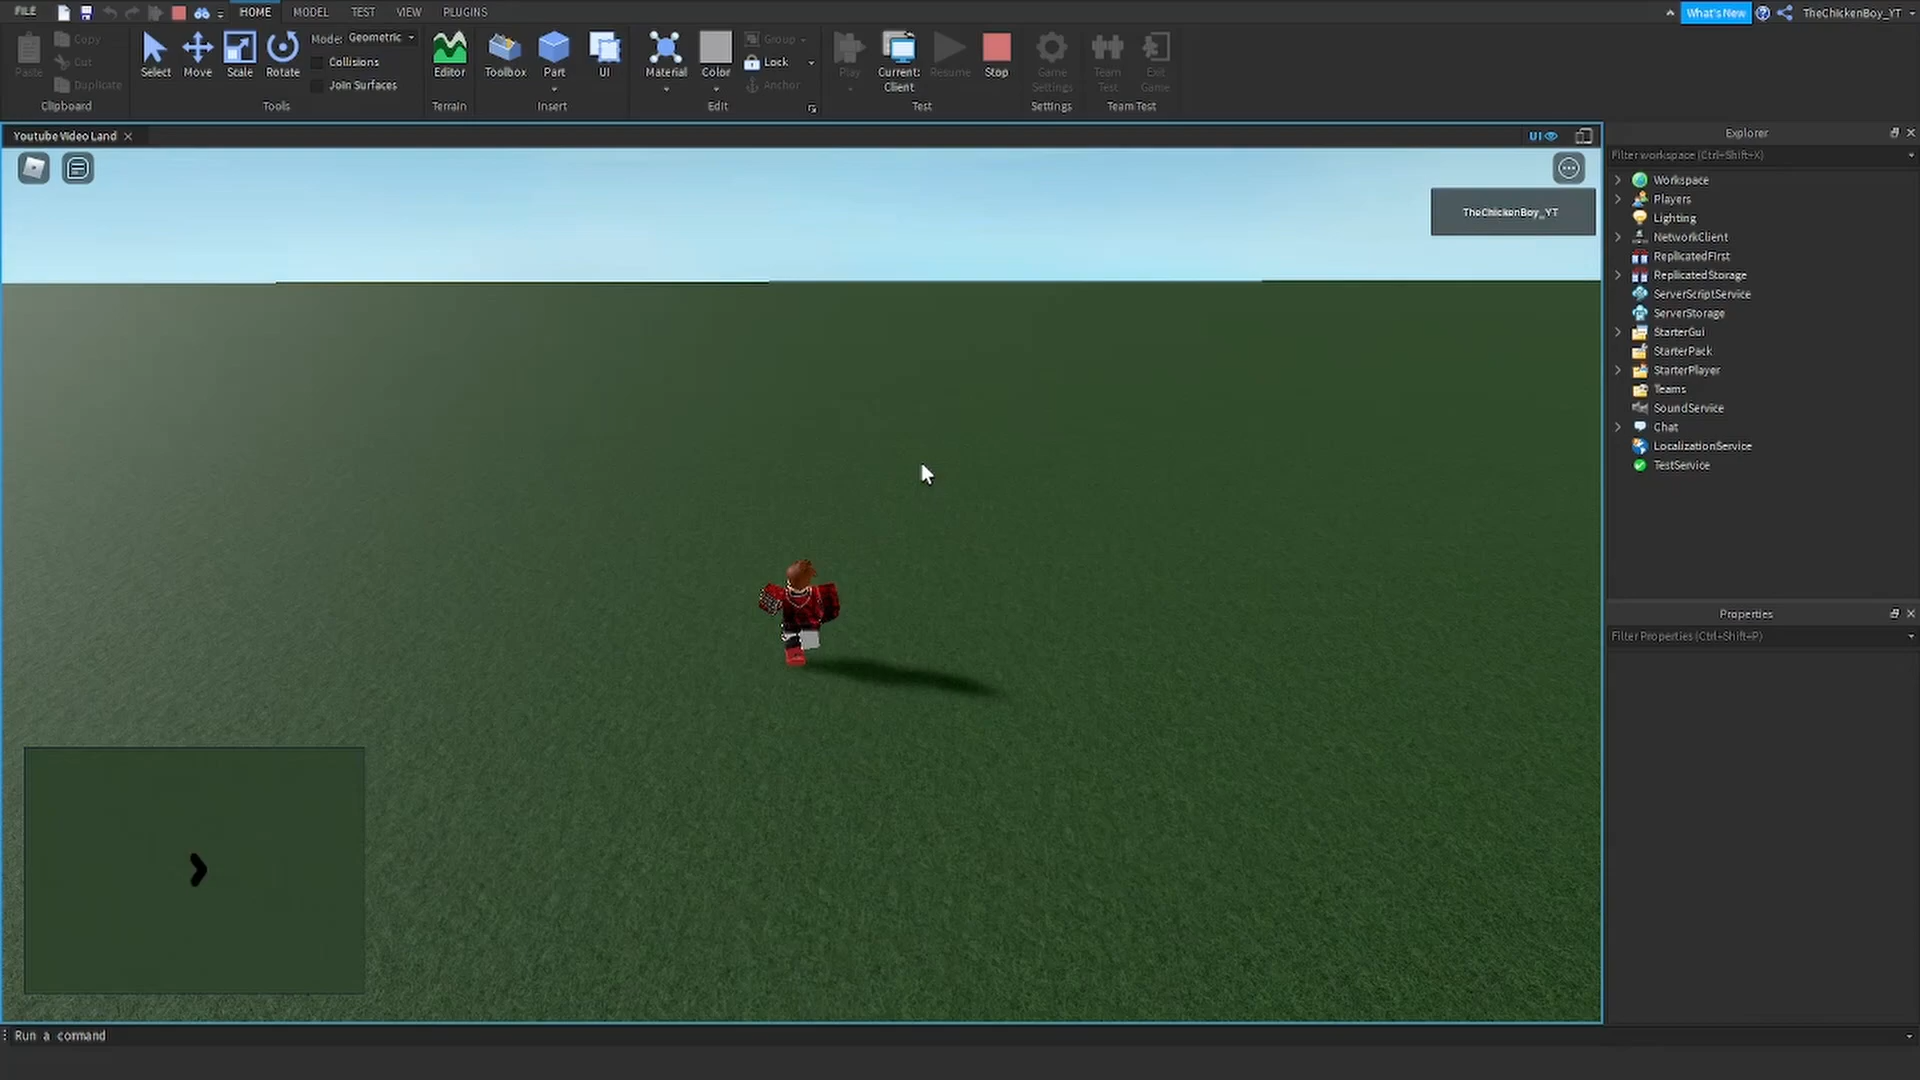 FILE HOME MODEL TEST VIEW PLUGINS What's New TheChickenBoy_YT
Paste Copy Cut Duplicate Clipboard
Select Move Scale Rotate Mode: Geometric Collisions Join Surfaces Tools
Editor Terrain
Toolbox Part UI Insert
Material Color Group Lock Anchor Edit
Play Current: Client Resume Stop Test
Game Settings Settings
Team Test Exit Game Team Test
Youtube Video Land UI
TheChickenBoy_YT
Explorer
Filter workspace (Ctrl+Shift+X)
Workspace
Players
Lighting
NetworkClient
ReplicatedFirst
ReplicatedStorage
ServerScriptService
ServerStorage
StarterGui
StarterPack
StarterPlayer
Teams
SoundService
Chat
LocalizationService
TestService
Properties
Filter Properties (Ctrl+Shift+P)
Run a command